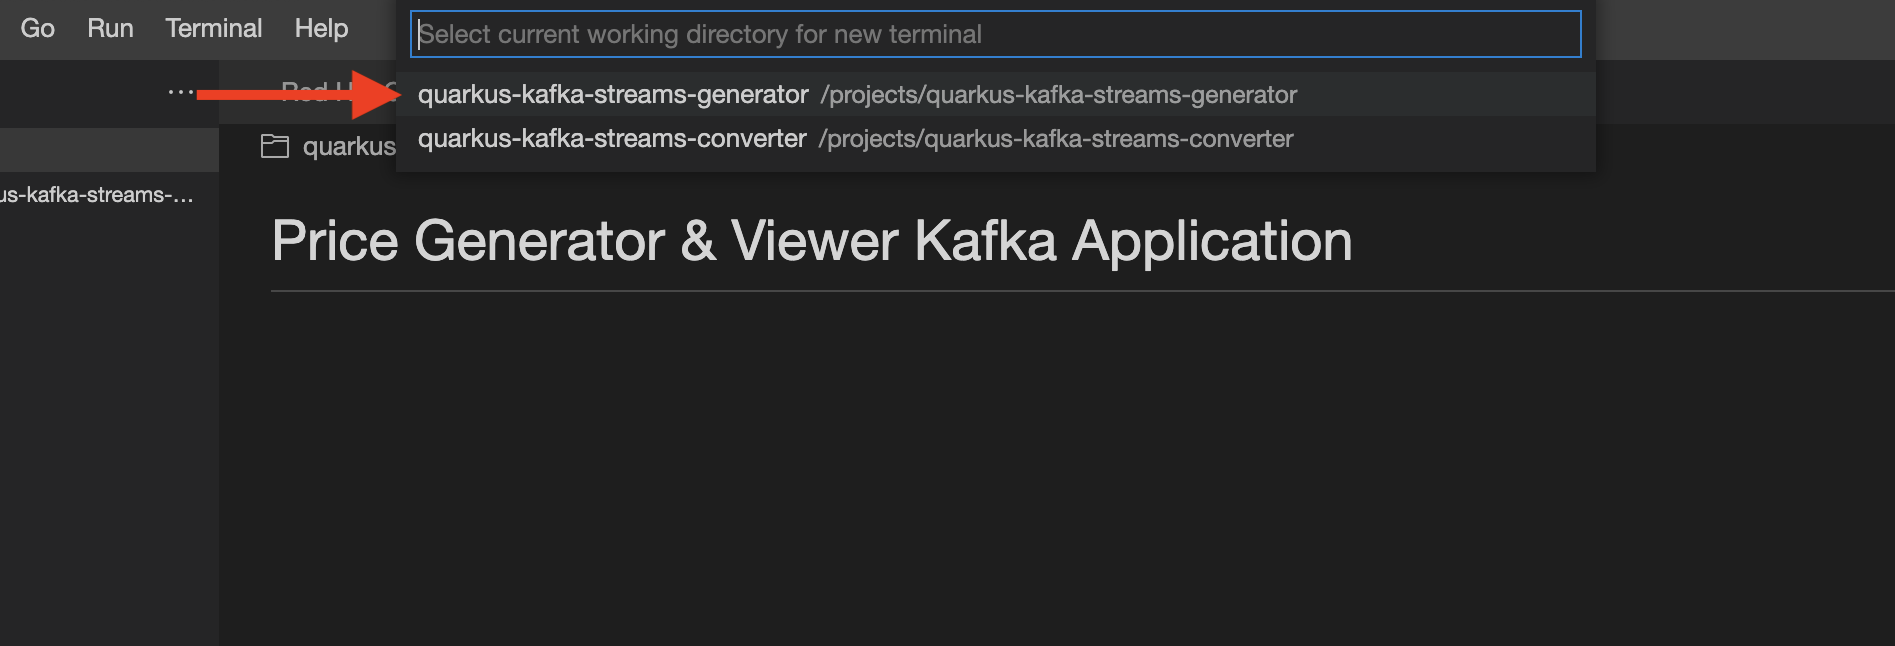 Go Run Terminal Help
Select current working directory for new terminal
...
quarkus-kafka-streams-generator /projects/quarkus-kafka-streams-generator
quarkus-kafka-streams-converter /projects/quarkus-kafka-streams-converter
quarkus
us-kafka-streams-...
Price Generator & Viewer Kafka Application